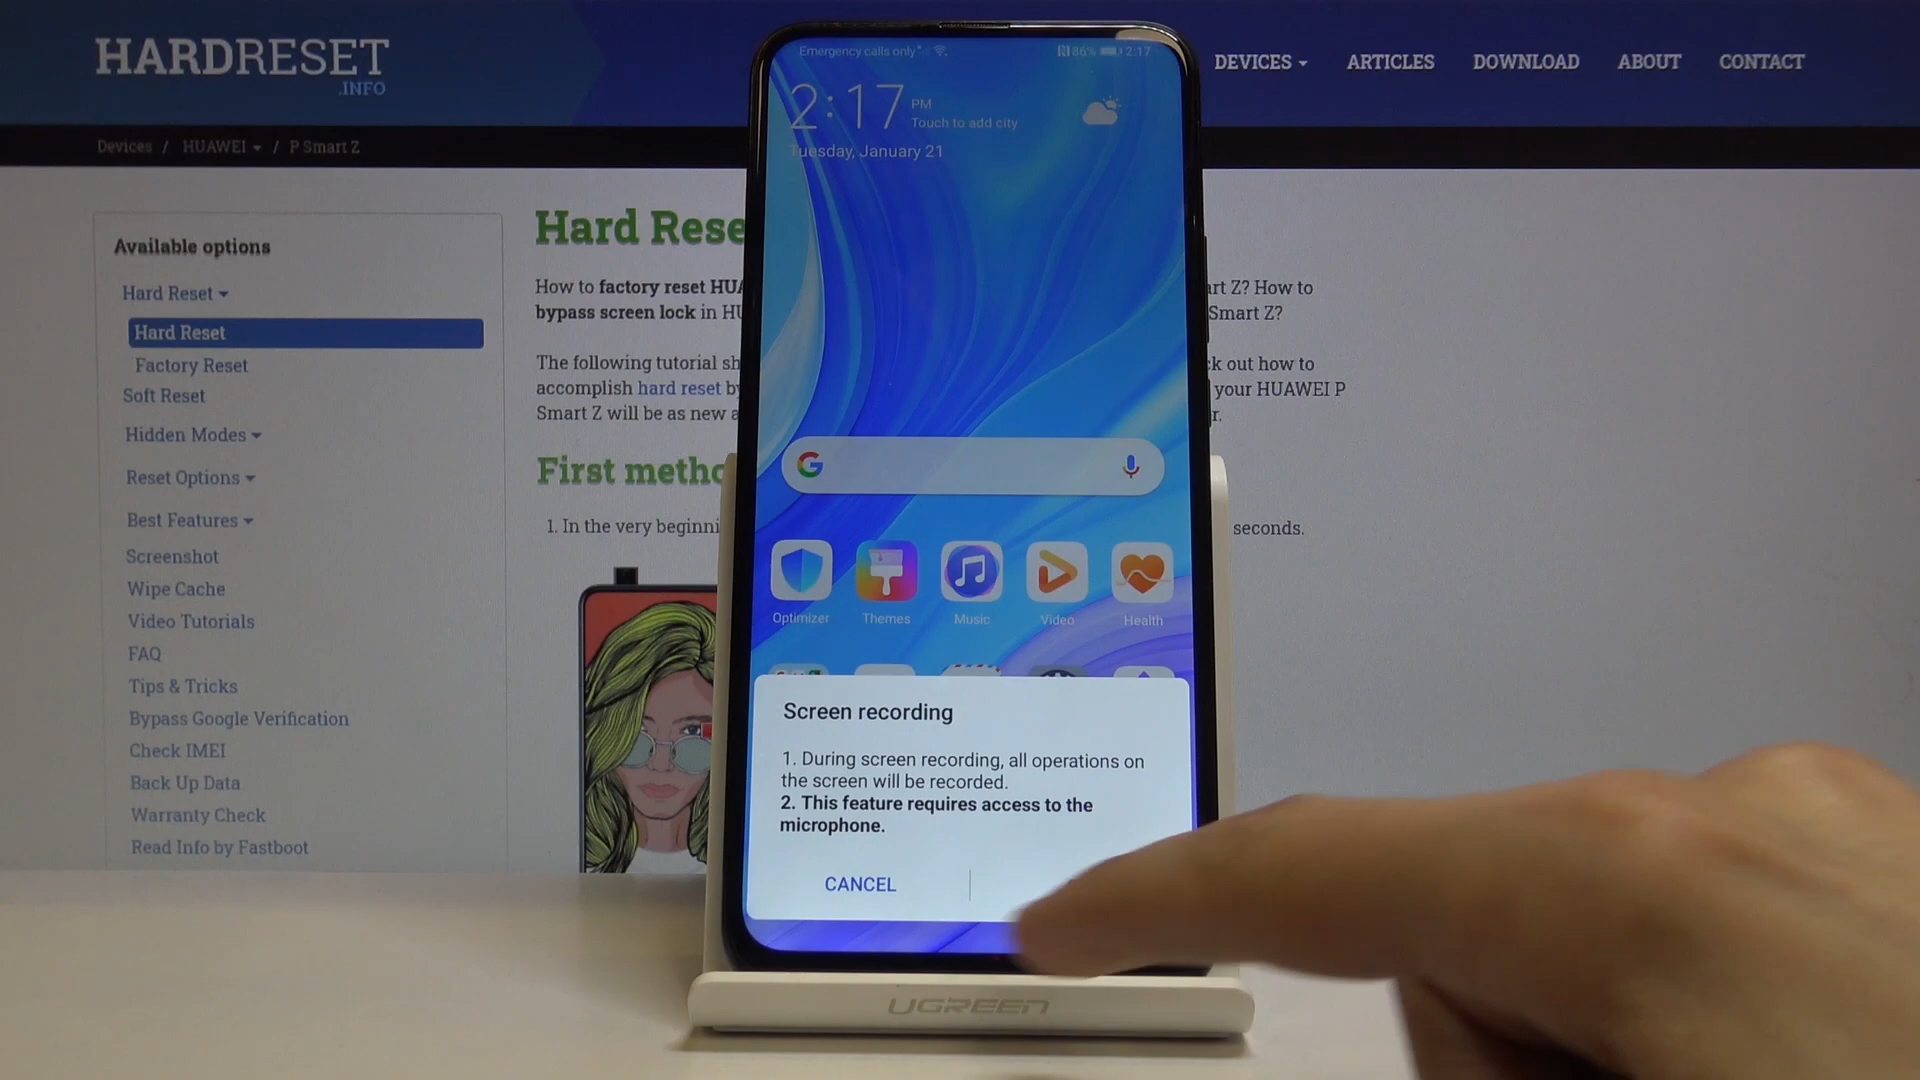 HARDRESET
.INFO
DEVICES ARTICLES DOWNLOAD ABOUT CONTACT
Devices / HUAWEI / P Smart Z
Available options
Hard Reset
Hard Reset
Factory Reset
Soft Reset
Hidden Modes
Reset Options
Best Features
Screenshot
Wipe Cache
Video Tutorials
FAQ
Tips & Tricks
Bypass Google Verification
Check IMEI
Back Up Data
Warranty Check
Read Info by Fastboot
Hard Rese
How to factory reset HUA
rt Z? How to
bypass screen lock in HU
Smart Z?
The following tutorial sh
ck out how to
accomplish hard reset by
your HUAWEI P
Smart Z will be as new a
r.
First metho
1. In the very beginni
seconds.
Emergency calls only
86% 2:17
2:17 PM
Touch to add city
Tuesday, January 21
Optimizer Themes Music Video Health
Screen recording
1. During screen recording, all operations on
the screen will be recorded.
2. This feature requires access to the
microphone.
CANCEL
UGREEN